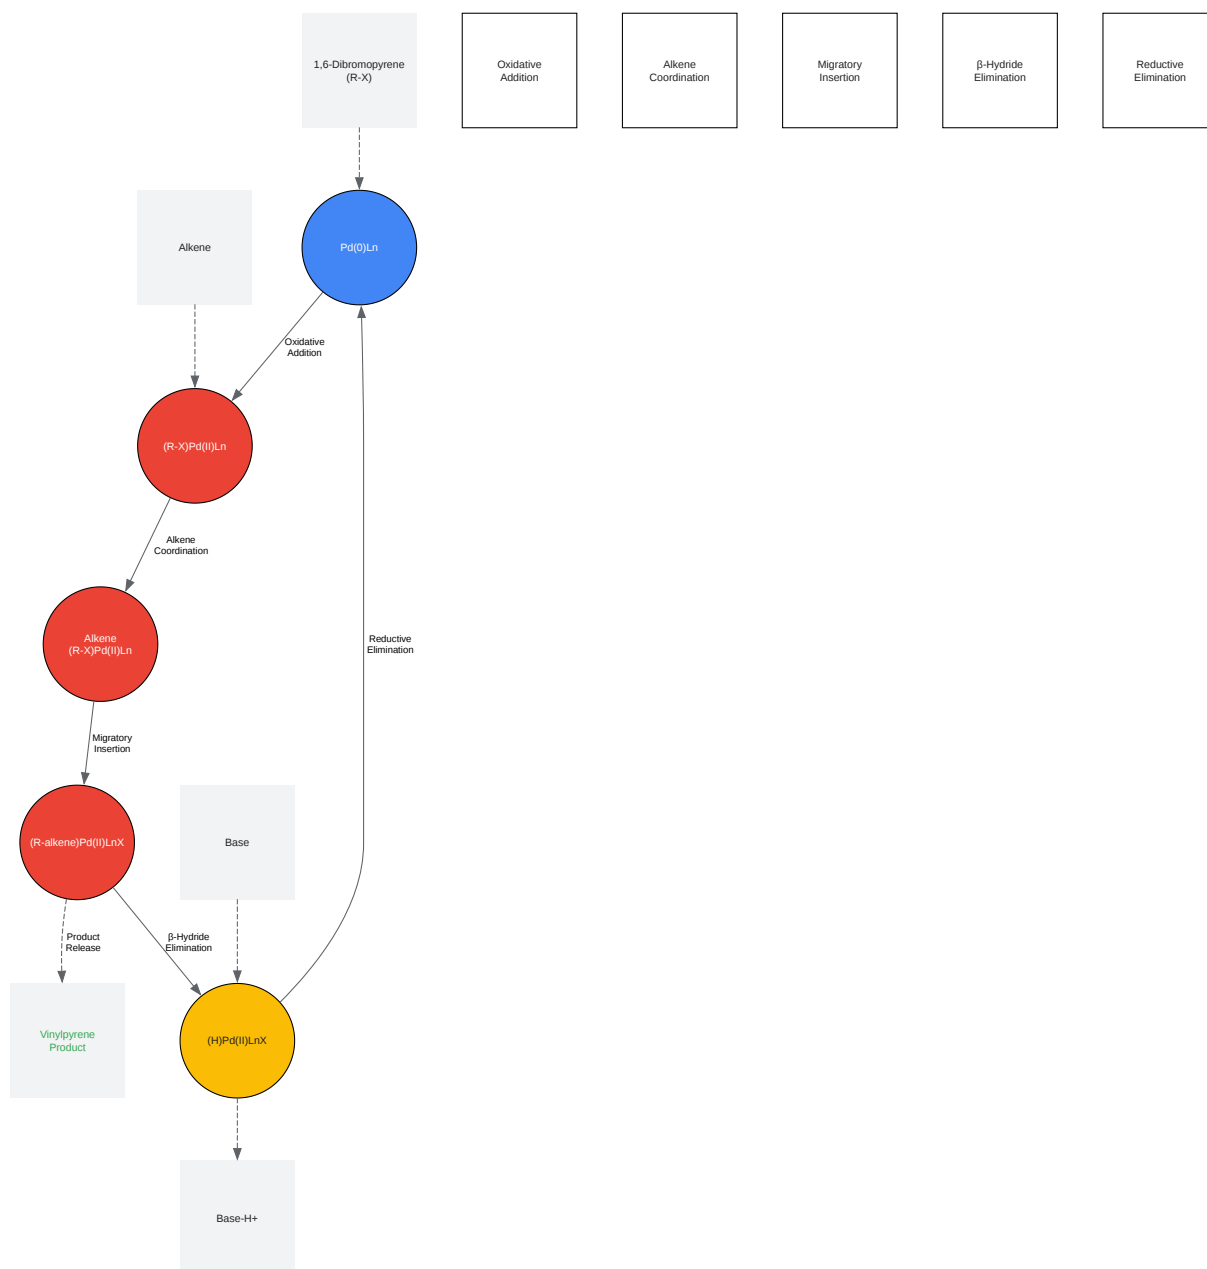 1,6-Dibromopyrene
(R-X)
Oxidative
Addition
Alkene
Coordination
Migratory
Insertion
β-Hydride
Elimination
Reductive
Elimination
Alkene
Pd(0)Ln
Oxidative
Addition
(R-X)Pd(II)Ln
Alkene
Coordination
Alkene
(R-X)Pd(II)Ln
Reductive
Elimination
Migratory
Insertion
(R-alkene)Pd(II)LnX
Base
Product
Release
β-Hydride
Elimination
Vinylpyrene
Product
(H)Pd(II)LnX
Base-H+